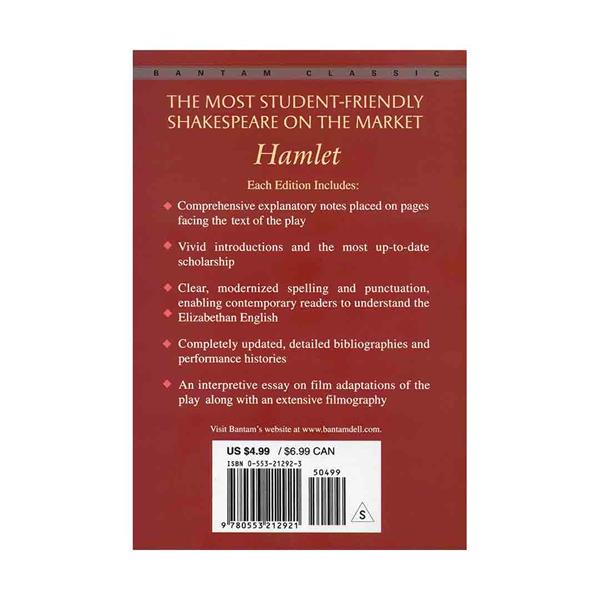 BANTAM CLASSIC
THE MOST STUDENT-FRIENDLY
SHAKESPEARE ON THE MARKET
Hamlet
Each Edition Includes:
Comprehensive explanatory notes placed on pages
facing the text of the play
Vivid introductions and the most up-to-date
scholarship
Clear, modernized spelling and punctuation,
enabling contemporary readers to understand the
Elizabethan English
Completely updated, detailed bibliographies and
performance histories
An interpretive essay on film adaptations of the
play along with an extensive filmography
Visit Bantam's website at www.bantamdell.com.
US $4.99 / $6.99 CAN
ISBN 0-553-21292-3
50499
9 780553 212921
S